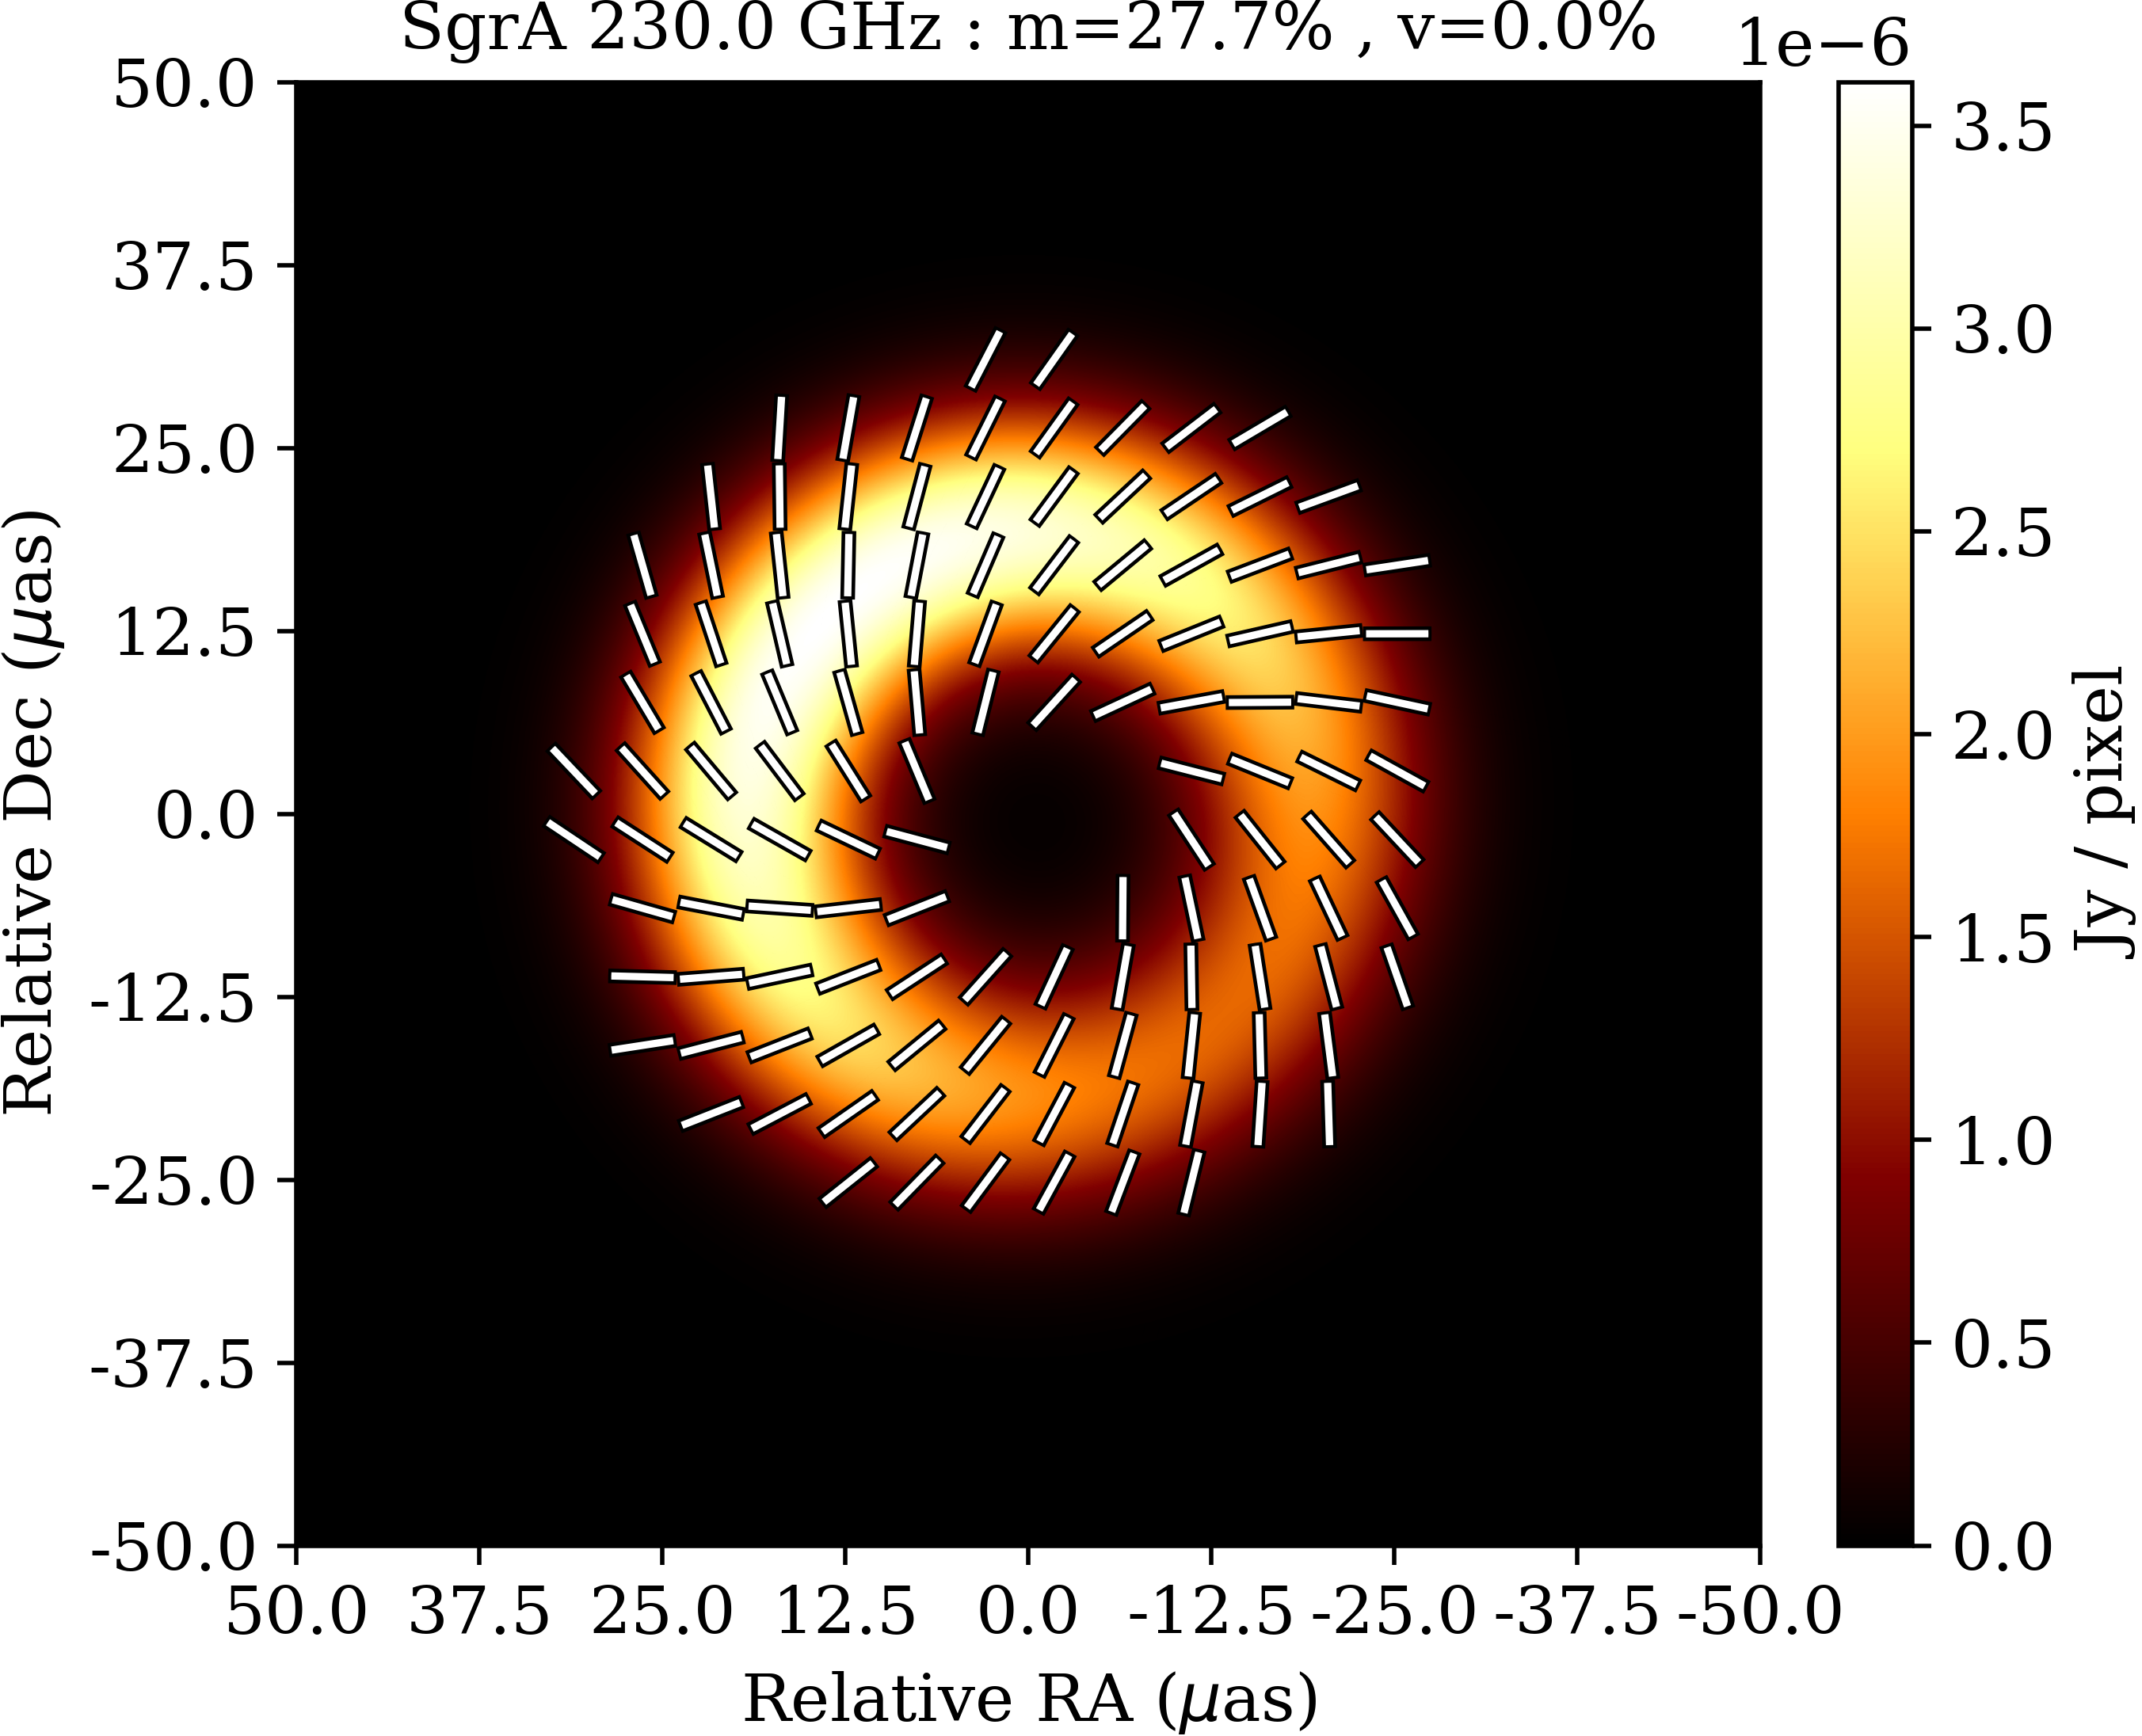 SgrA 230.0 GHz : m=27.7% , v=0.0%
1e−6
50.0
37.5
25.0
12.5
0.0
-12.5
-25.0
-37.5
-50.0
Relative Dec (μas)
50.0 37.5 25.0 12.5 0.0 -12.5 -25.0 -37.5 -50.0
Relative RA (μas)
3.5
3.0
2.5
2.0
1.5
1.0
0.5
0.0
Jy / pixel